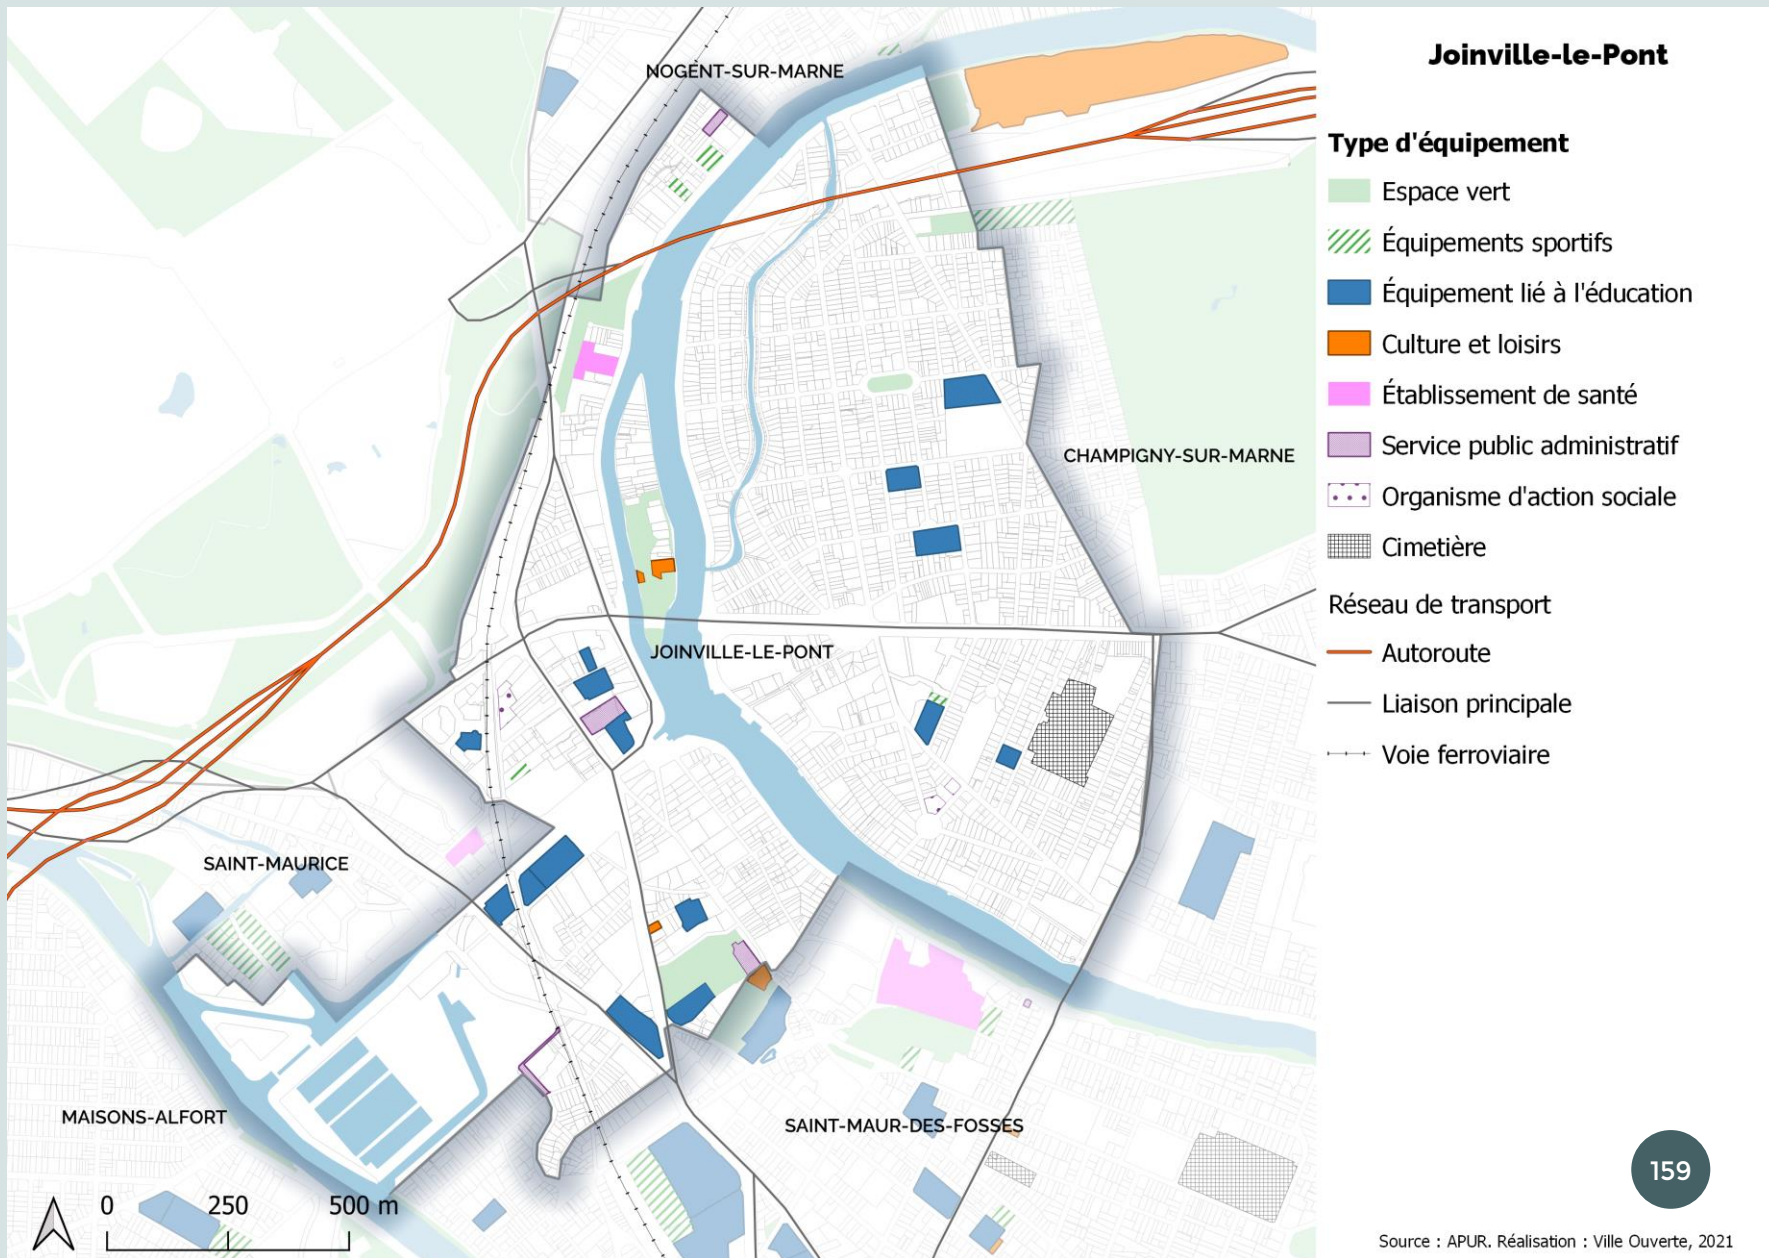 Joinville-le-Pont
Type d'équipement
Espace vert
Équipements sportifs
Équipement lié à l'éducation
Culture et loisirs
Établissement de santé
Service public administratif
Organisme d'action sociale
Cimetière
Réseau de transport
Autoroute
Liaison principale
Voie ferroviaire
NOGENT-SUR-MARNE
CHAMPIGNY-SUR-MARNE
JOINVILLE-LE-PONT
SAINT-MAURICE
MAISONS-ALFORT
SAINT-MAUR-DES-FOSSES
0 250 500 m
159
Source : APUR. Réalisation : Ville Ouverte, 2021